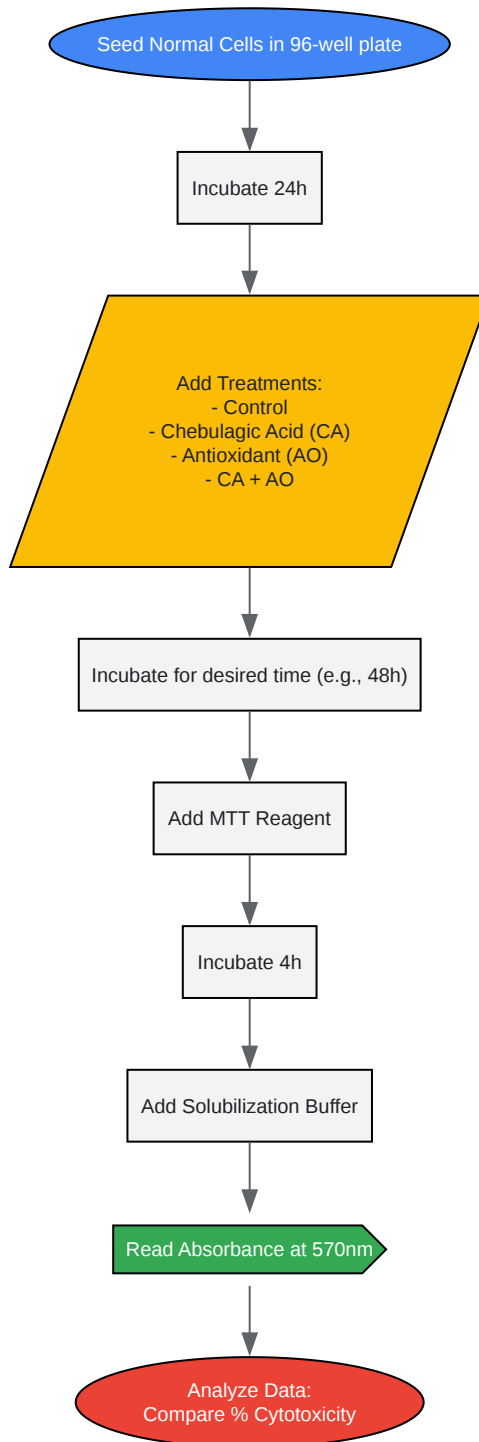 Seed Normal Cells in 96-well plate
Incubate 24h
Add Treatments:
- Control
- Chebulagic Acid (CA)
- Antioxidant (AO)
- CA + AO
Incubate for desired time (e.g., 48h)
Add MTT Reagent
Incubate 4h
Add Solubilization Buffer
Read Absorbance at 570nm
Analyze Data:
Compare % Cytotoxicity